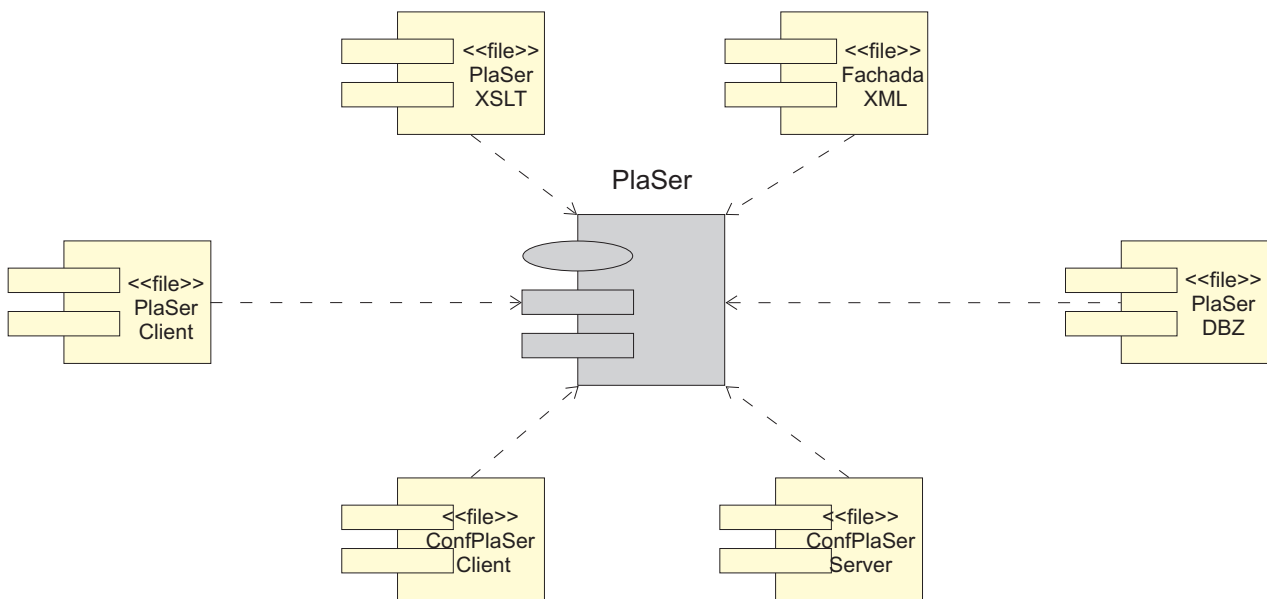 <<file>>
PlaSer
XSLT
<<file>>
Fachada
XML
PlaSer
<<file>>
PlaSer
Client
<<file>>
PlaSer
DBZ
<<file>>
ConfPlaSer
Client
<<file>>
ConfPlaSer
Server